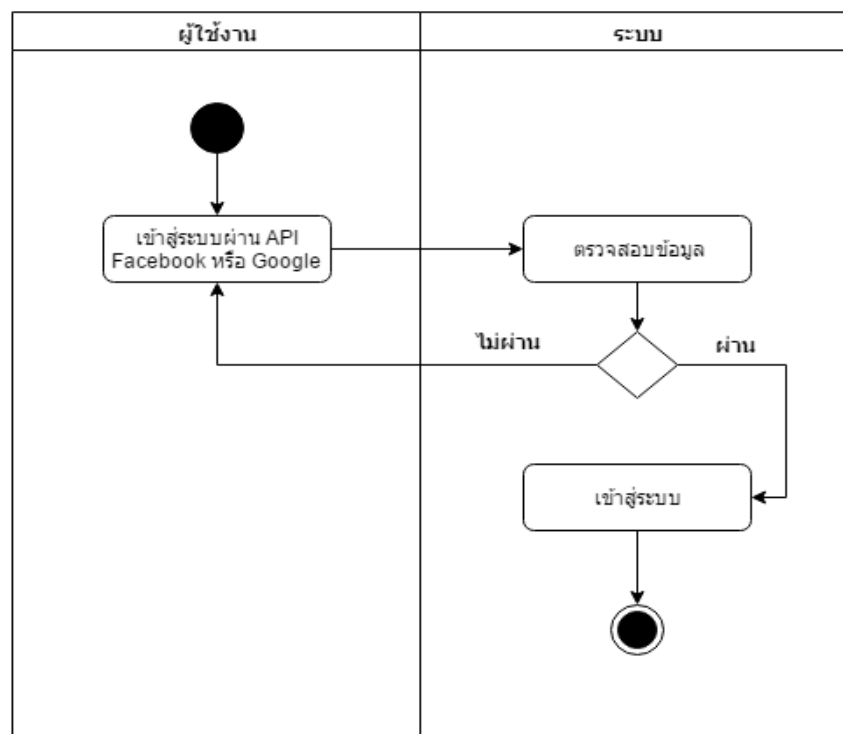 ผู้ใช้งาน
ระบบ
เข้าสู่ระบบผ่าน API
Facebook หรือ Google
ตรวจสอบข้อมูล
ไม่ผ่าน
ผ่าน
เข้าสู่ระบบ